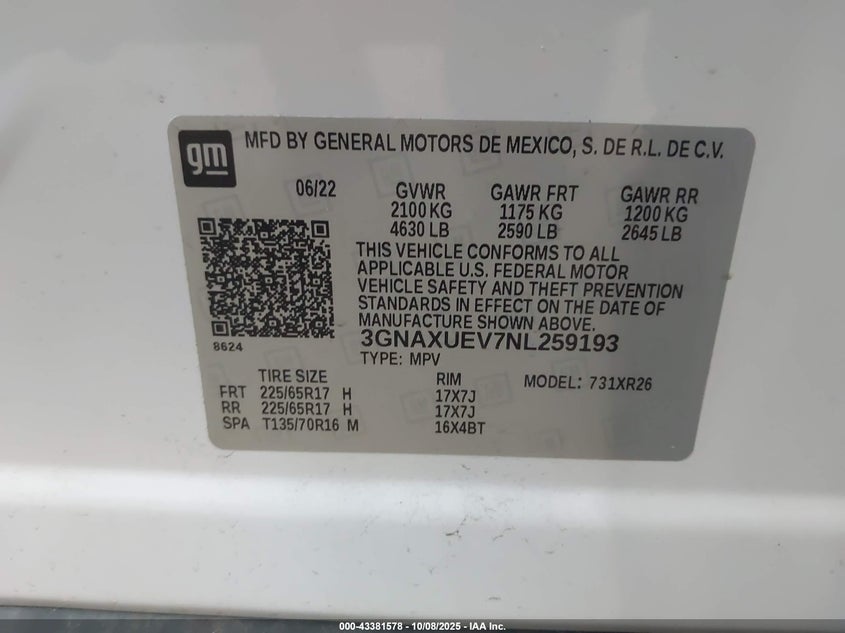 gm
MFD BY GENERAL MOTORS DE MEXICO, S. DE R.L. DE C.V.
06/22 GVWR GAWR FRT GAWR RR
2100 KG 1175 KG 1200 KG
4630 LB 2590 LB 2645 LB
THIS VEHICLE CONFORMS TO ALL
APPLICABLE U.S. FEDERAL MOTOR
VEHICLE SAFETY AND THEFT PREVENTION
STANDARDS IN EFFECT ON THE DATE OF
MANUFACTURE SHOWN ABOVE.
8624
3GNAXUEV7NL259193
TYPE: MPV
TIRE SIZE RIM MODEL: 731XR26
FRT 225/65R17 H 17X7J
RR 225/65R17 H 17X7J
SPA T135/70R16 M 16X4BT
000-43381578 - 10/08/2025 - IAA Inc.